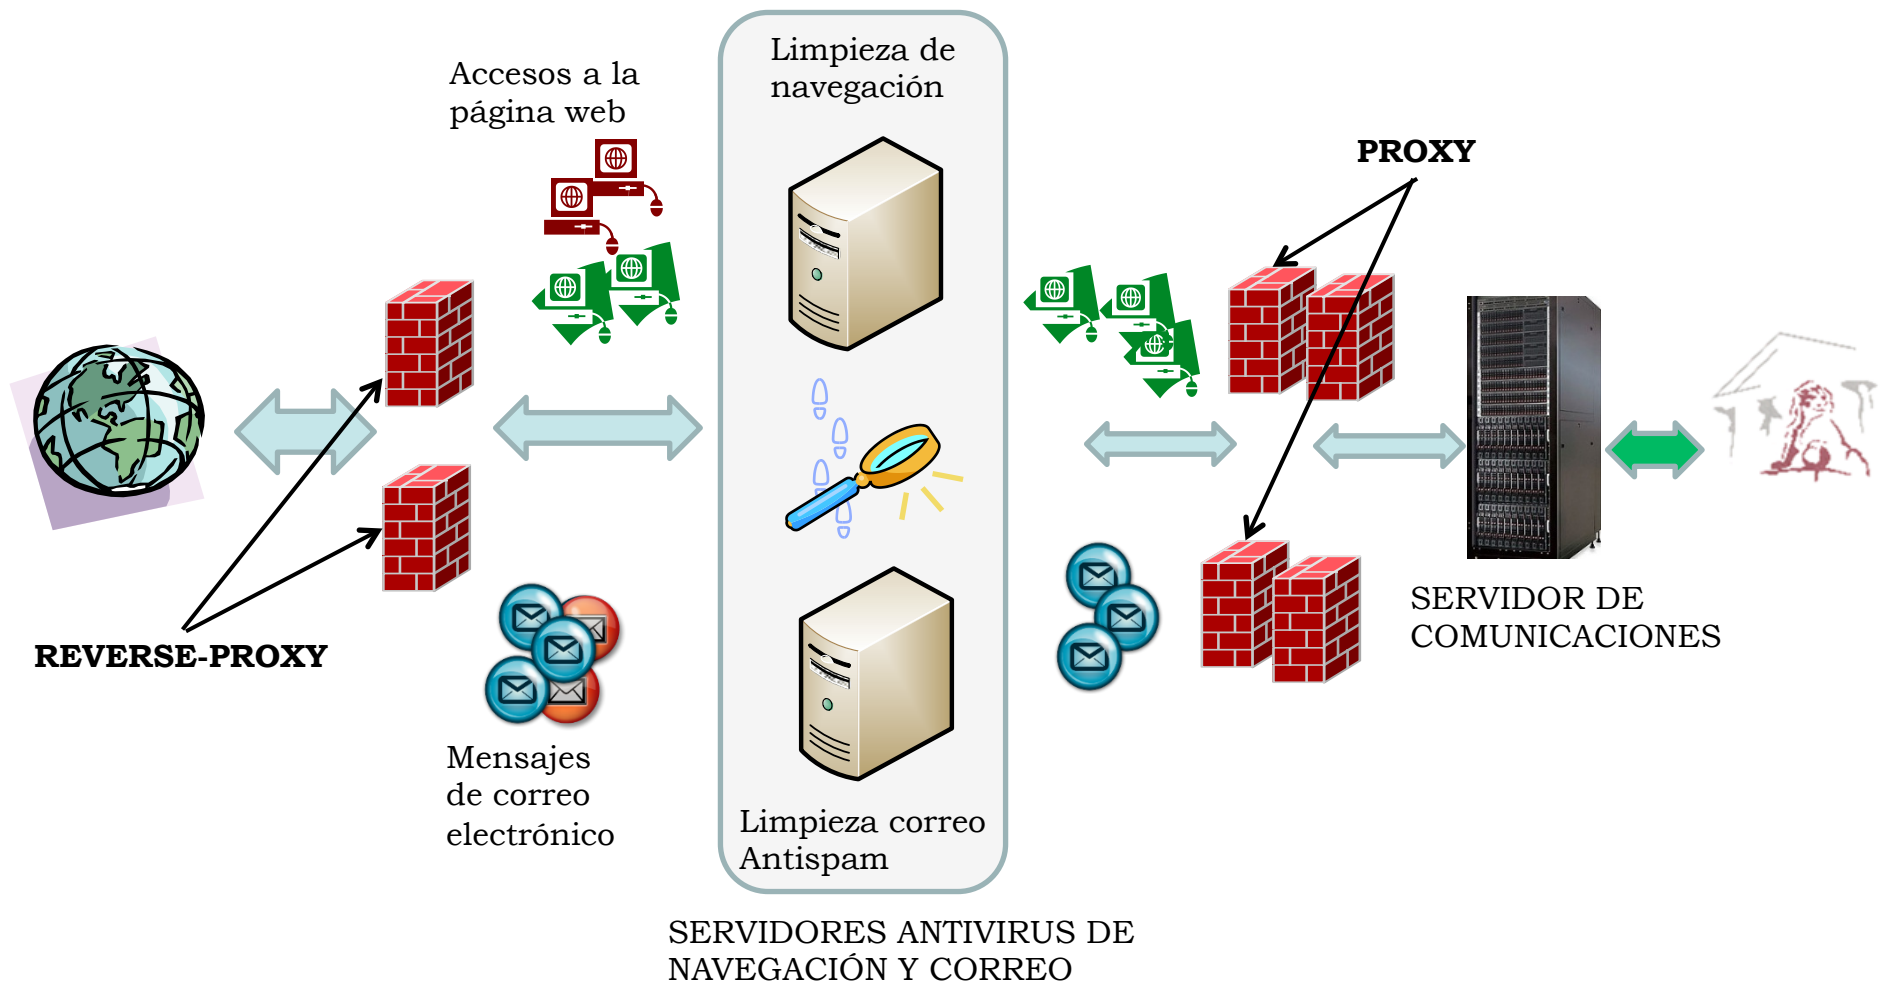 Limpieza de
navegación
Accesos a la
página web
PROXY
REVERSE-PROXY
SERVIDOR DE
COMUNICACIONES
Mensajes
de correo
electrónico
Limpieza correo
Antispam
SERVIDORES ANTIVIRUS DE
NAVEGACIÓN Y CORREO